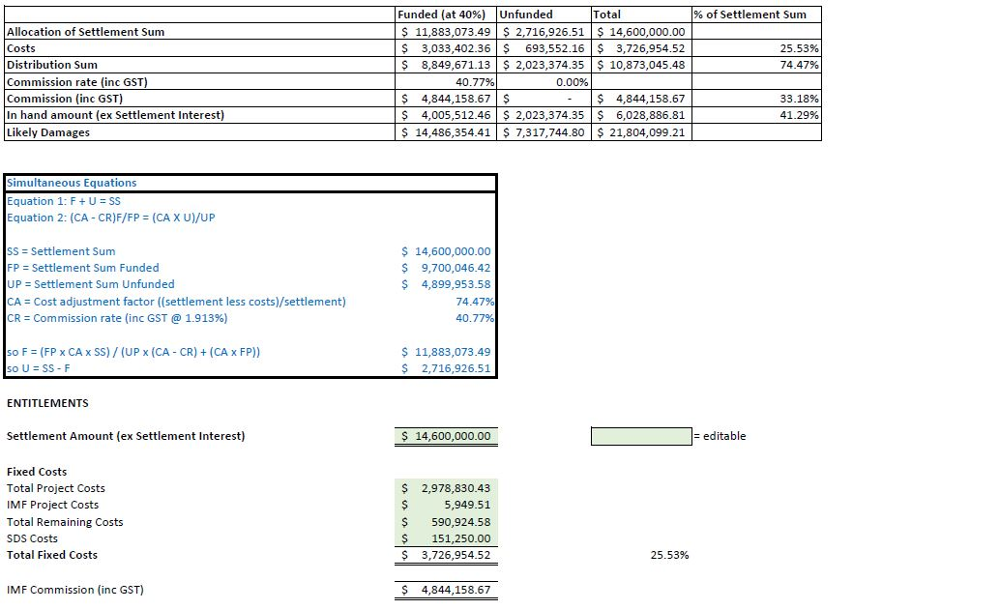 Funded (at 40%) Unfunded Total % of Settlement Sum
Allocation of Settlement Sum $ 11,883,073.49 $ 2,716,926.51 $ 14,600,000.00
Costs $ 3,033,402.36 $ 693,552.16 $ 3,726,954.52 25.53%
Distribution Sum $ 8,849,671.13 $ 2,023,374.35 $ 10,873,045.48 74.47%
Commission rate (inc GST) 40.77% 0.00%
Commission (inc GST) $ 4,844,158.67 $ - $ 4,844,158.67 33.18%
In hand amount (ex Settlement Interest) $ 4,005,512.46 $ 2,023,374.35 $ 6,028,886.81 41.29%
Likely Damages $ 14,486,354.41 $ 7,317,744.80 $ 21,804,099.21
Simultaneous Equations
Equation 1: F + U = SS
Equation 2: (CA - CR)F/FP = (CA X U)/UP
SS = Settlement Sum $ 14,600,000.00
FP = Settlement Sum Funded $ 9,700,046.42
UP = Settlement Sum Unfunded $ 4,899,953.58
CA = Cost adjustment factor ((settlement less costs)/settlement) 74.47%
CR = Commission rate (inc GST @ 1.913%) 40.77%
so F = (FP x CA x SS) / (UP x (CA - CR) + (CA x FP)) $ 11,883,073.49
so U = SS - F $ 2,716,926.51
ENTITLEMENTS
Settlement Amount (ex Settlement Interest) $ 14,600,000.00 = editable
Fixed Costs
Total Project Costs $ 2,978,830.43
IMF Project Costs $ 5,949.51
Total Remaining Costs $ 590,924.58
SDS Costs $ 151,250.00
Total Fixed Costs $ 3,726,954.52 25.53%
IMF Commission (inc GST) $ 4,844,158.67